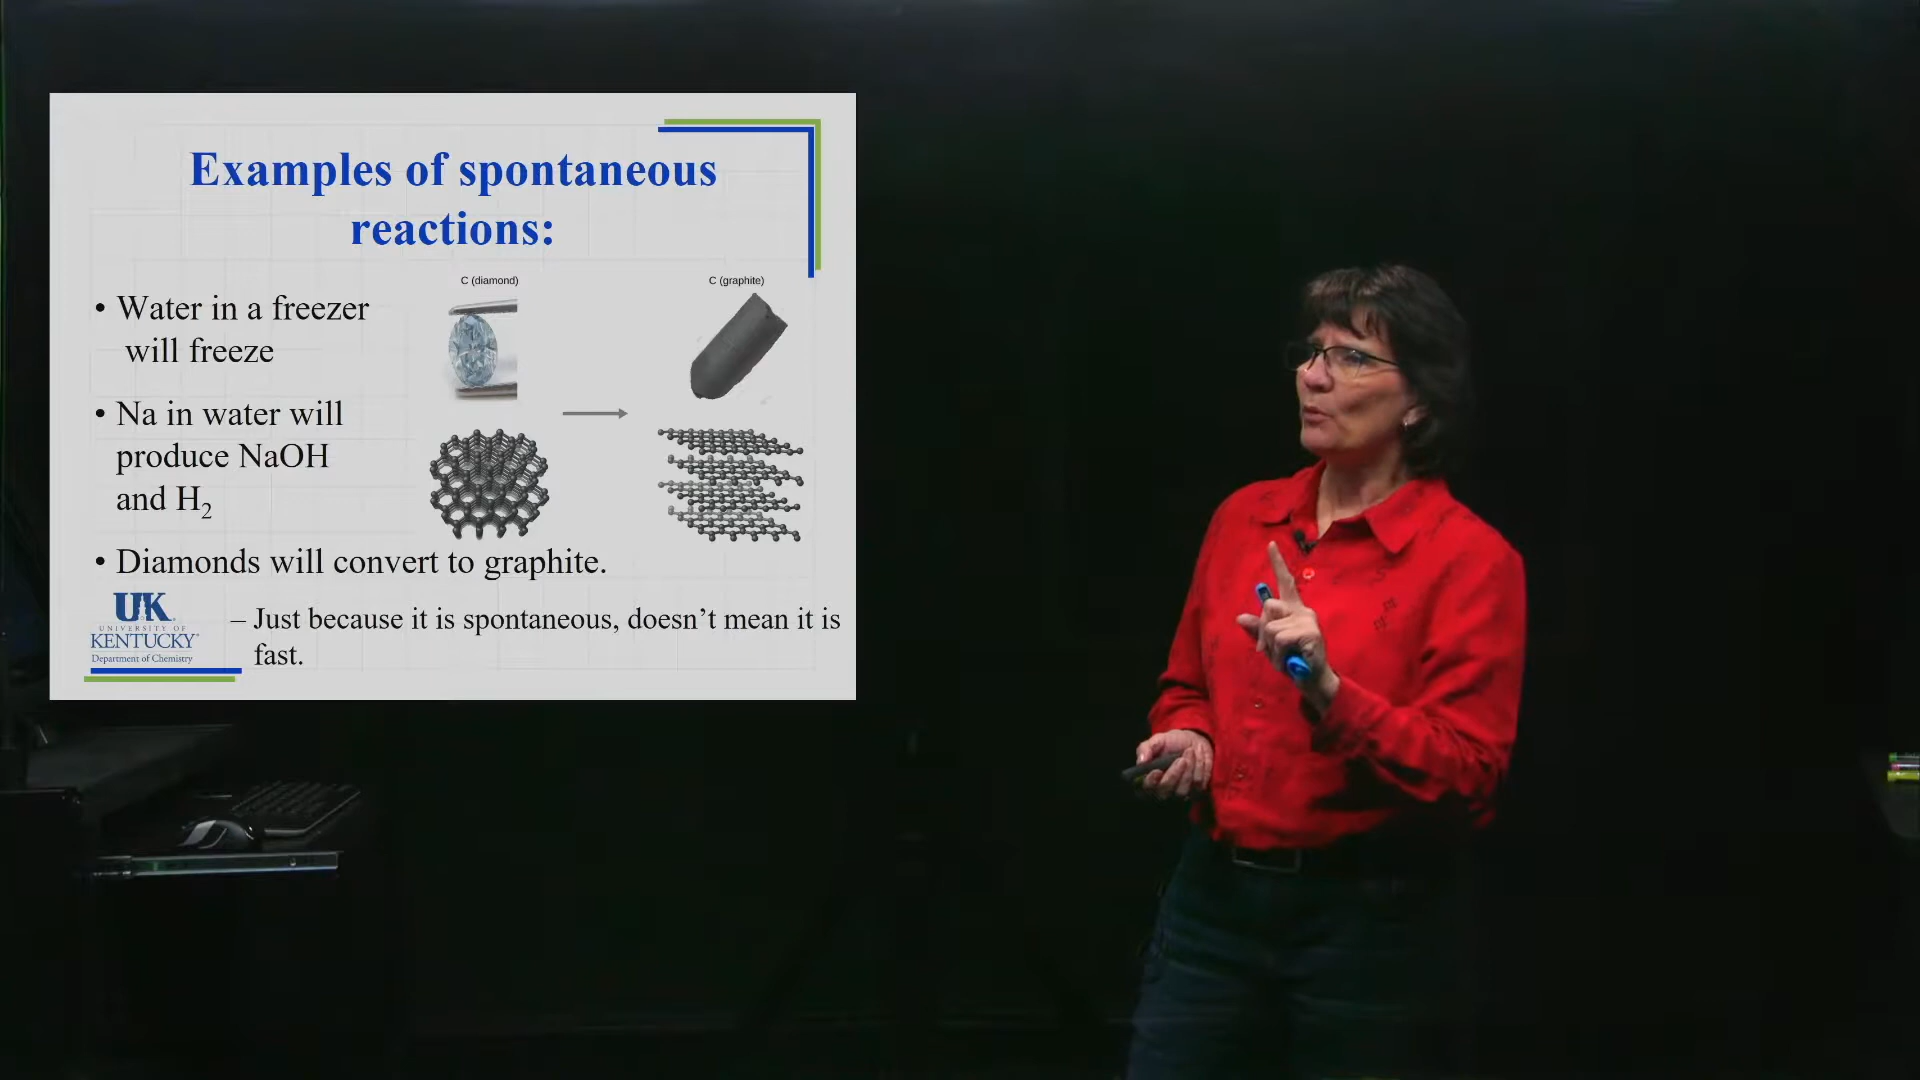 Examples of spontaneous
reactions:
C (diamond)
C (graphite)
• Water in a freezer
will freeze
• Na in water will
produce NaOH
and H₂
• Diamonds will convert to graphite.
– Just because it is spontaneous, doesn’t mean it is
fast.
UK
UNIVERSITY OF
KENTUCKY
Department of Chemistry